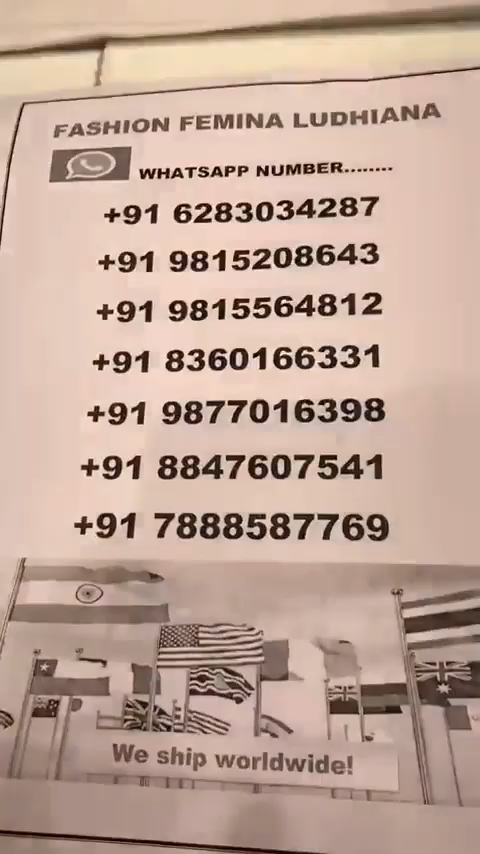 FASHION FEMINA LUDHIANA
WHATSAPP NUMBER........
+91 6283034287
+91 9815208643
+91 9815564812
+91 8360166331
+91 9877016398
+91 8847607541
+91 7888587769
We ship worldwide!